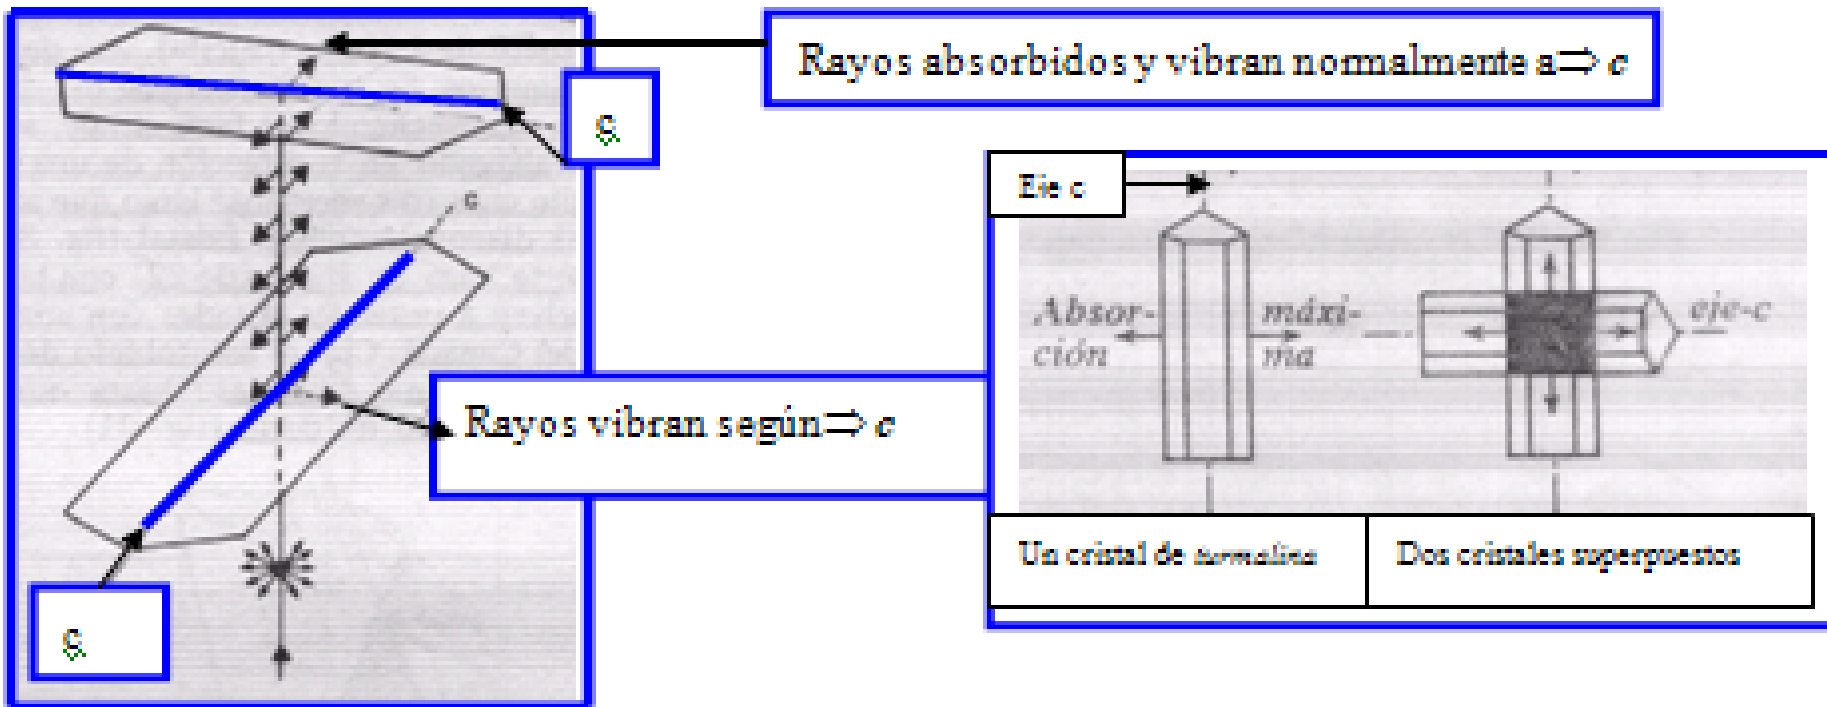 Rayos absorbidos y vibran normalmente a⇒ c
c
c
Rayos vibran según⇒ c
c
Eje c
Absor-
ción
máxi-
ma
eje-c
Un cristal de turmalina
Dos cristales superpuestos